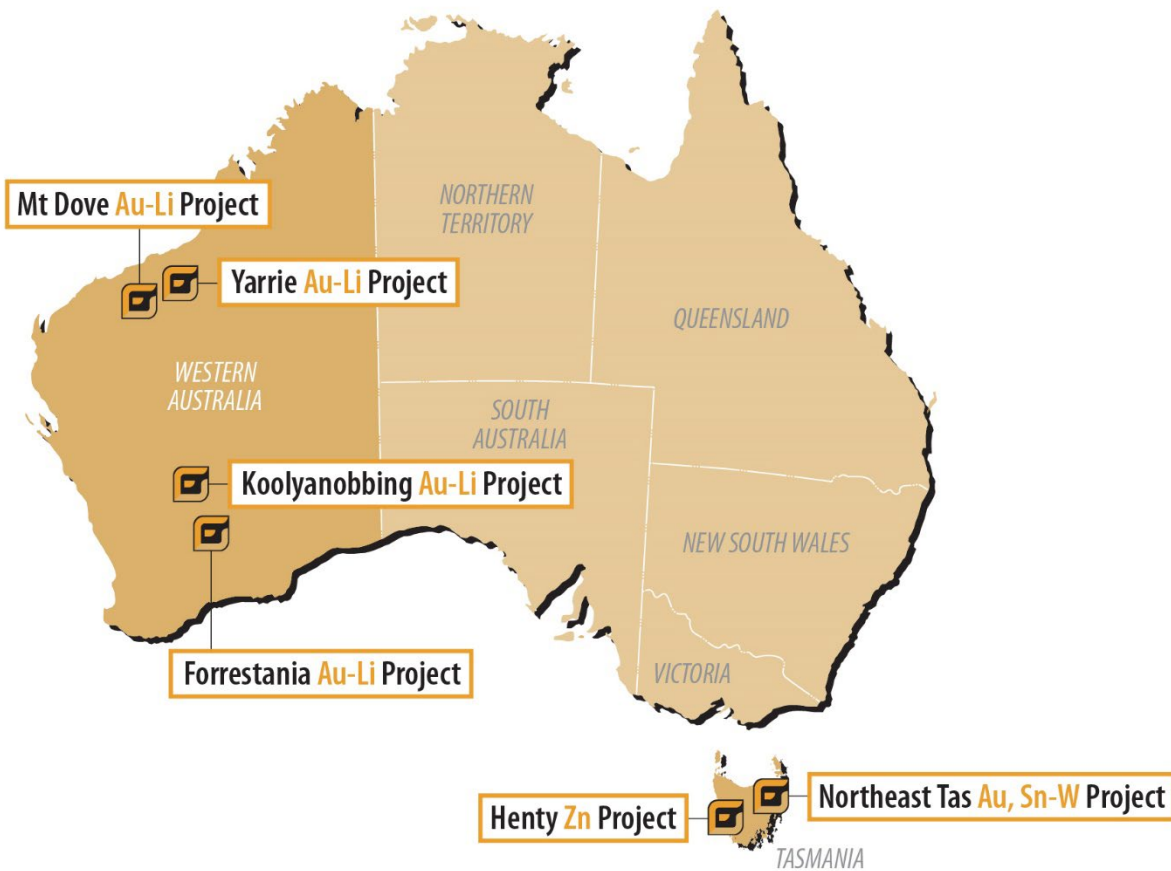 NORTHERN
TERRITORY
Mt Dove Au-Li Project
Yarrie Au-Li Project
QUEENSLAND
WESTERN
AUSTRALIA
SOUTH
AUSTRALIA
Koolyanobbing Au-Li Project
NEW SOUTH WALES
Forrestania Au-Li Project
VICTORIA
Henty Zn Project
Northeast Tas Au, Sn-W Project
TASMANIA